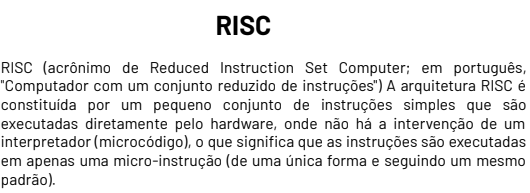 RISC
RISC (acrônimo de Reduced Instruction Set Computer; em português,
"Computador com um conjunto reduzido de instruções") A arquitetura RISC é
constituída por um pequeno conjunto de instruções simples que são
executadas diretamente pelo hardware, onde não há a intervenção de um
interpretador (microcódigo), o que significa que as instruções são executadas
em apenas uma micro-instrução (de uma única forma e seguindo um mesmo
padrão).